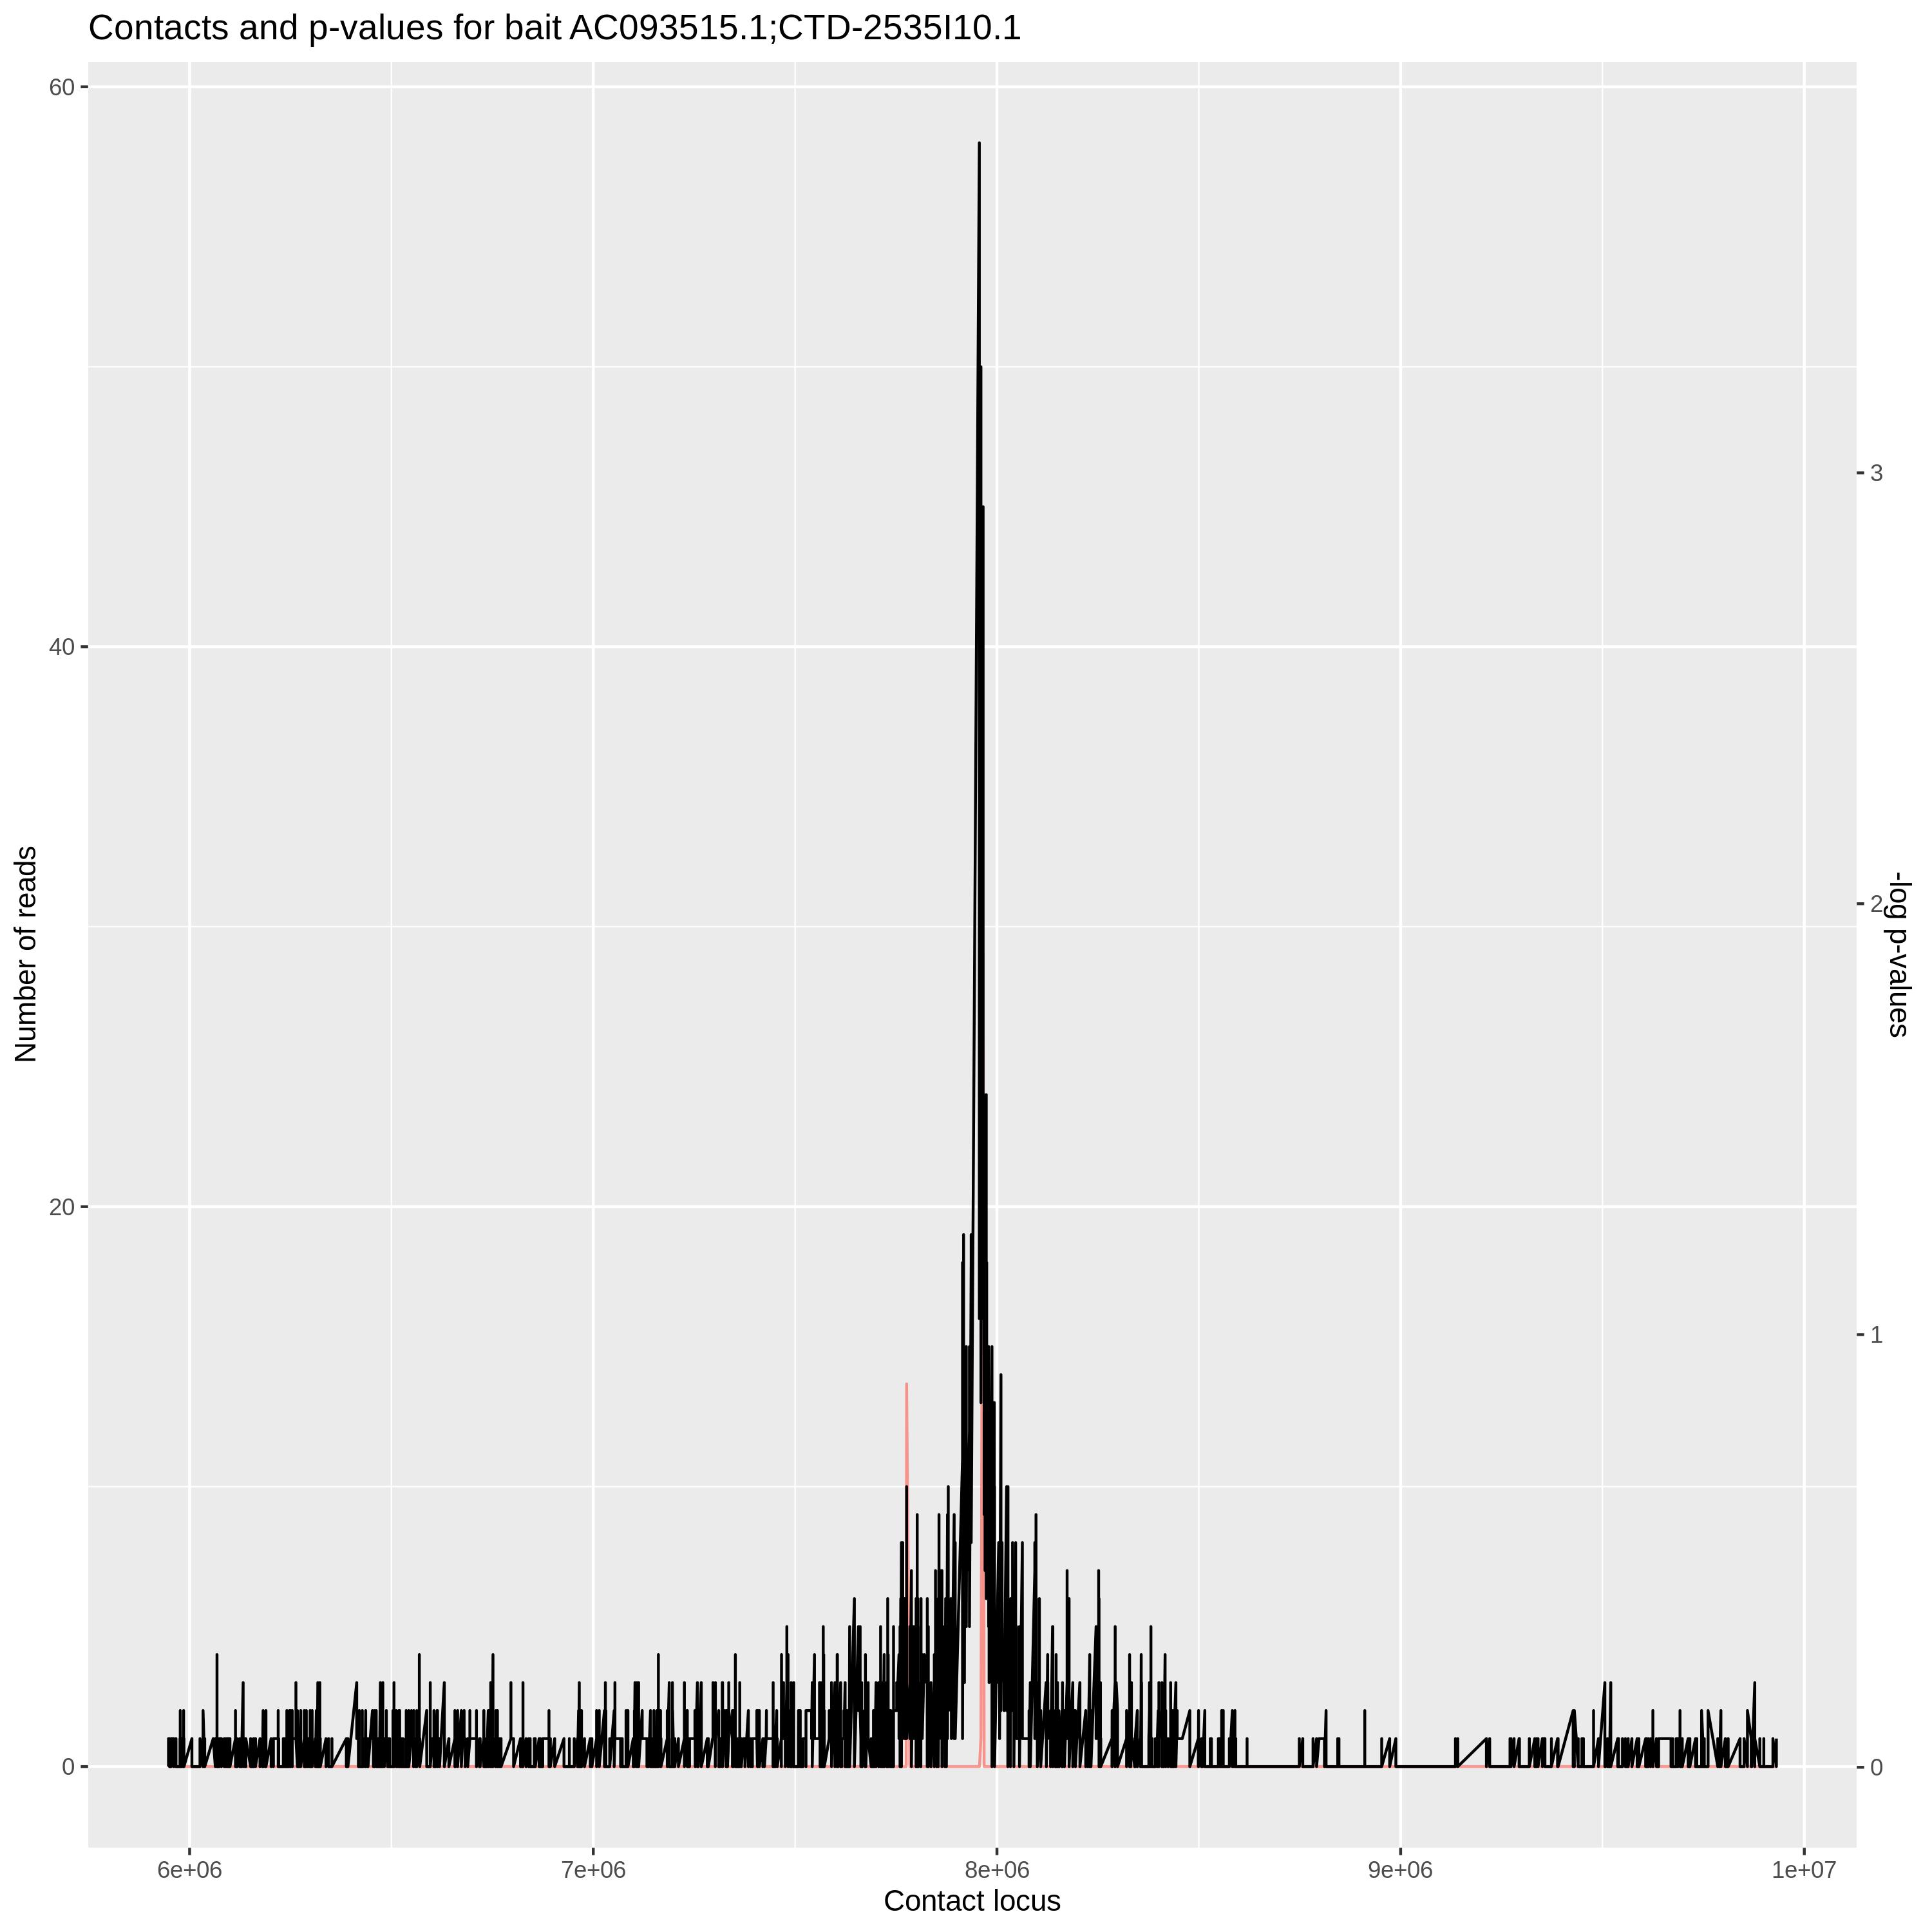 Contacts and p-values for bait AC093515.1;CTD-2535I10.1
60
40
20
0
Number of reads
3
2
1
0
-log p-values
6e+06
7e+06
8e+06
9e+06
1e+07
Contact locus